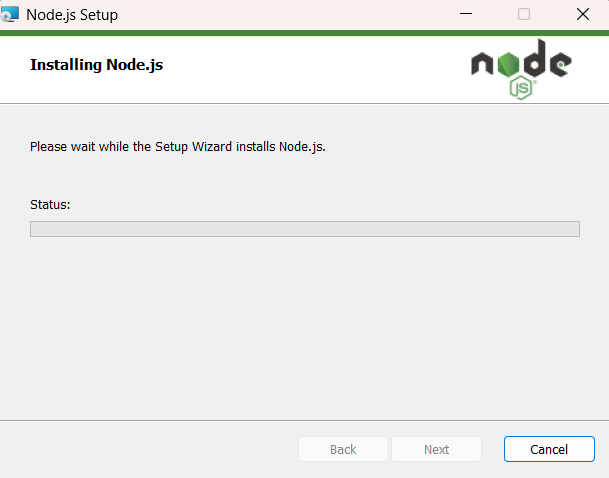 Node.js Setup
Installing Node.js
node
JS
Please wait while the Setup Wizard installs Node.js.
Status:
Back
Next
Cancel